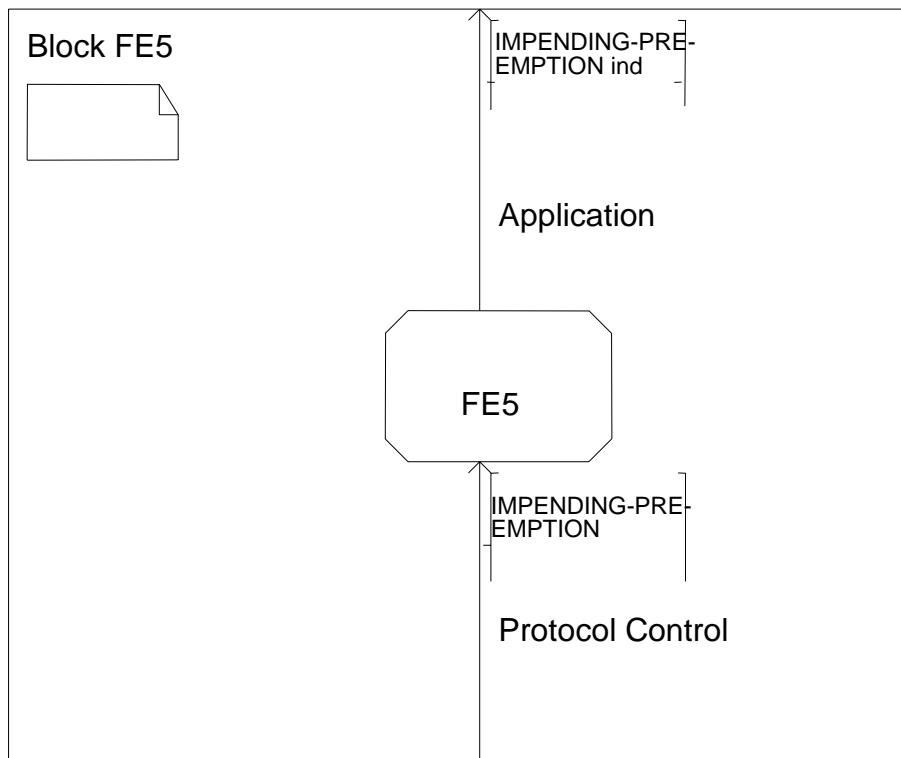 Block FE5
IMPENDING-PRE-
EMPTION ind
Application
FE5
IMPENDING-PRE-
EMPTION
Protocol Control